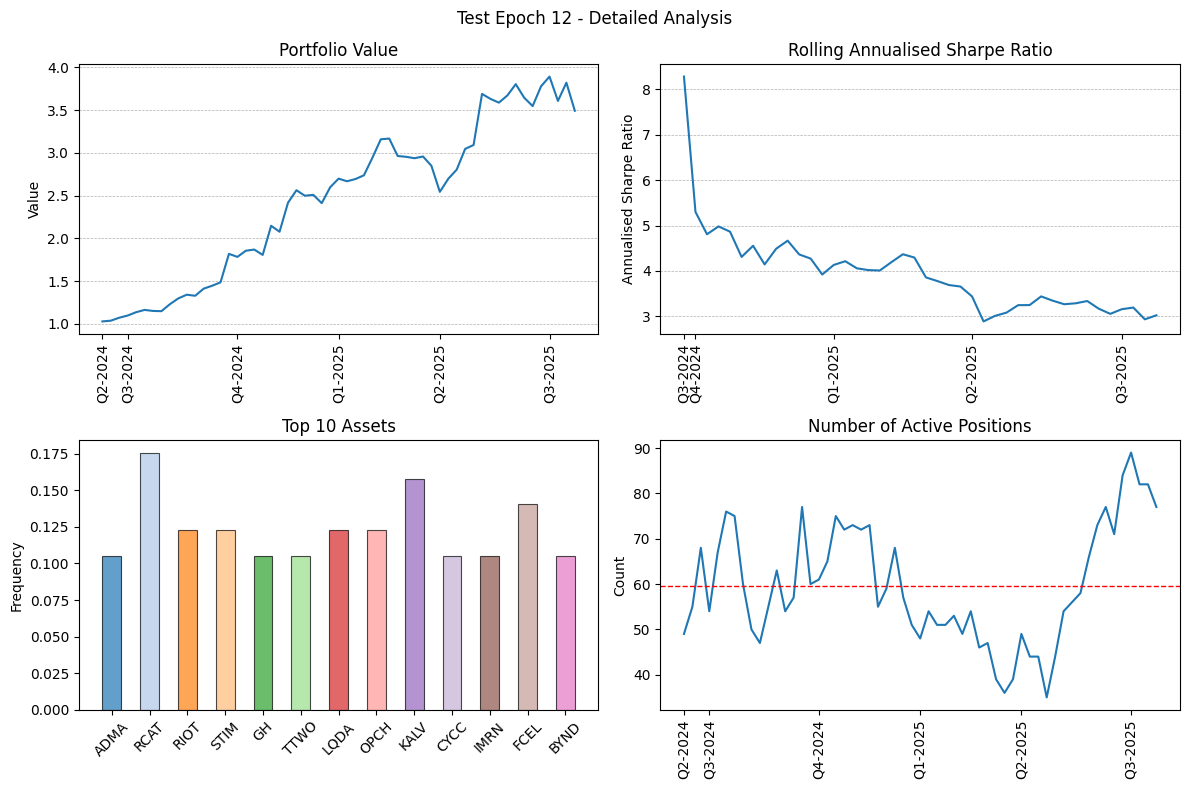 Test Epoch 12 - Detailed Analysis
Portfolio Value
Value
4.0
3.5
3.0
2.5
2.0
1.5
1.0
Q2-2024
Q3-2024
Q4-2024
Q1-2025
Q2-2025
Q3-2025
Rolling Annualised Sharpe Ratio
Annualised Sharpe Ratio
8
7
6
5
4
3
Q3-2024
Q4-2024
Q1-2025
Q2-2025
Q3-2025
Top 10 Assets
Frequency
0.175
0.150
0.125
0.100
0.075
0.050
0.025
0.000
ADMA
RCAT
RIOT
STIM
GH
TTWO
LQDA
OPCH
KALV
CYCC
IMRN
FCEL
BYND
Number of Active Positions
Count
90
80
70
60
50
40
Q2-2024
Q3-2024
Q4-2024
Q1-2025
Q2-2025
Q3-2025